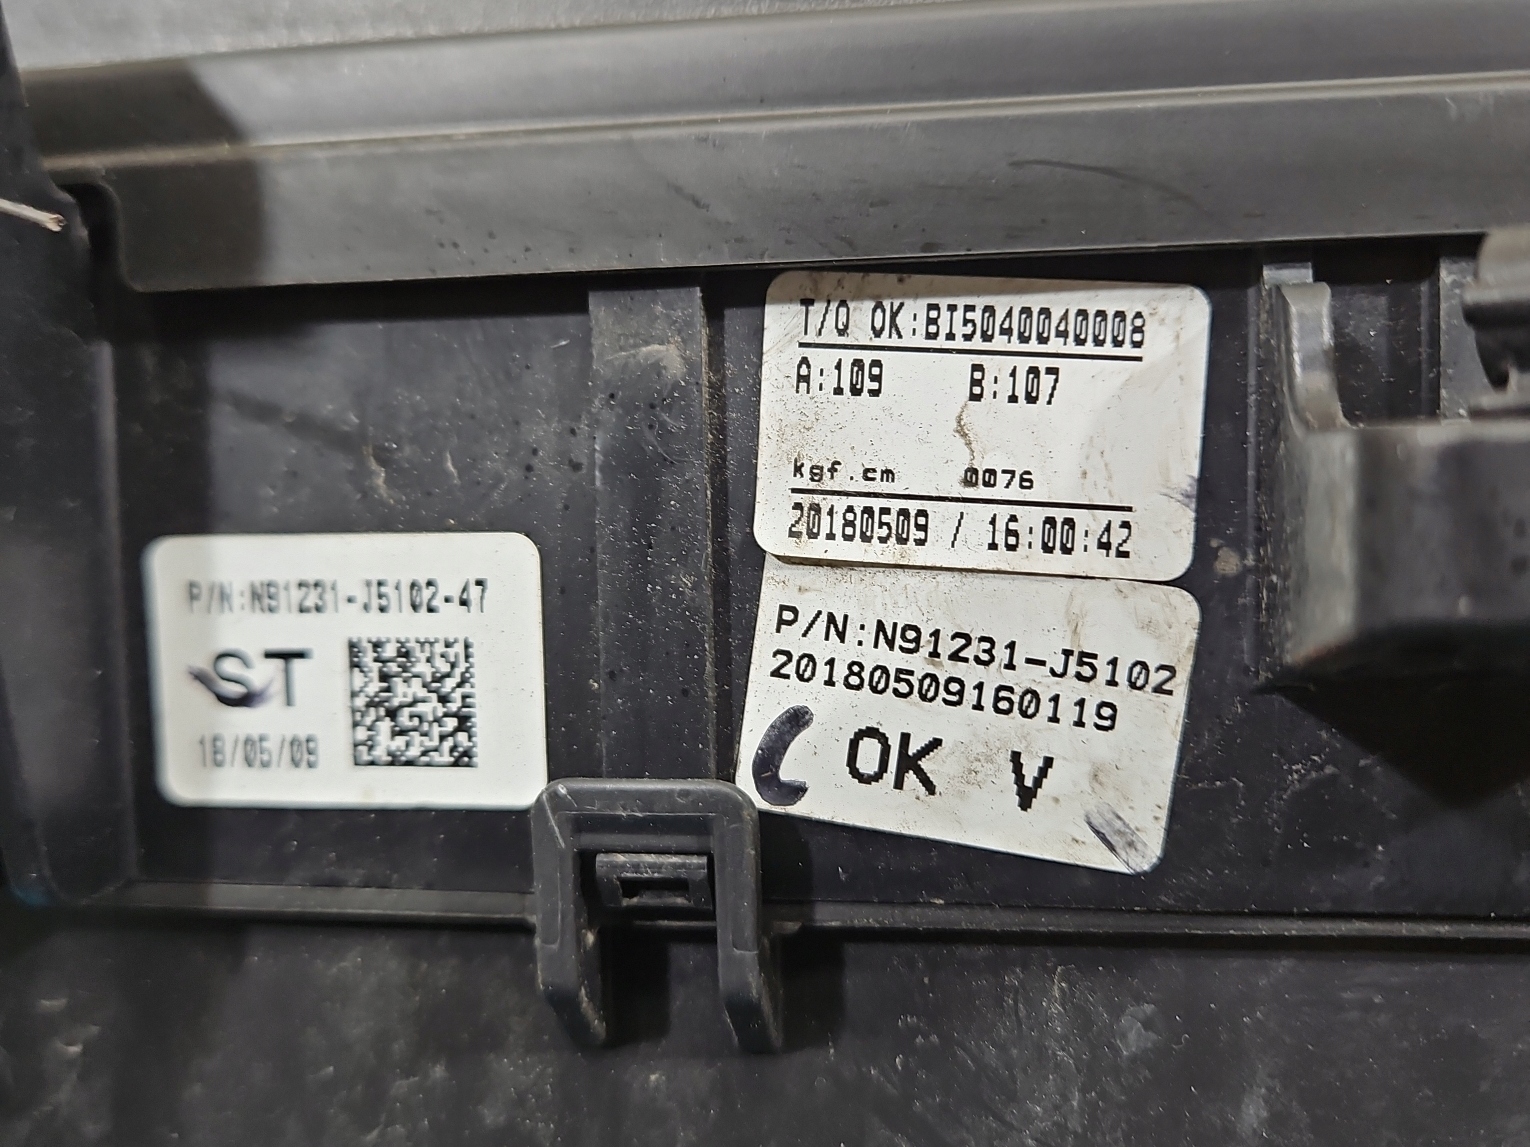 T/Q OK:BI5040040008
A:109 B:107
kgf.cm 0076
20180509 / 16:00:42
P/N:N91231-J5102-47
ST
18/05/09
P/N:N91231-J5102
20180509160119
OK V